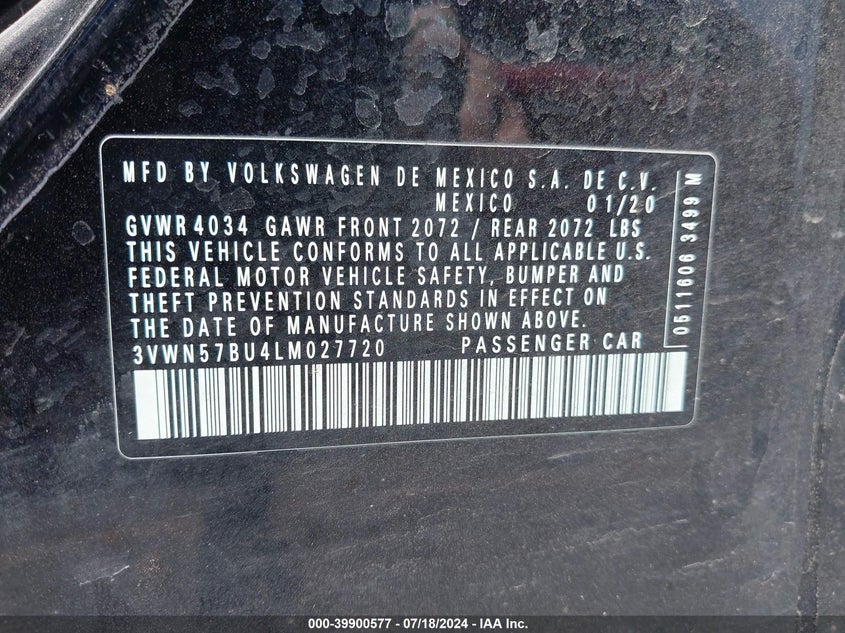 MFD BY VOLKSWAGEN DE MEXICO S.A. DE C.V.
MEXICO 01/20
GVWR 4034 GAWR FRONT 2072 / REAR 2072 LBS
THIS VEHICLE CONFORMS TO ALL APPLICABLE U.S.
FEDERAL MOTOR VEHICLE SAFETY, BUMPER AND
THEFT PREVENTION STANDARDS IN EFFECT ON
THE DATE OF MANUFACTURE SHOWN ABOVE.
3VWN57BU4LM027720 PASSENGER CAR
0511606 3499 M
000-39900577 - 07/18/2024 - IAA Inc.